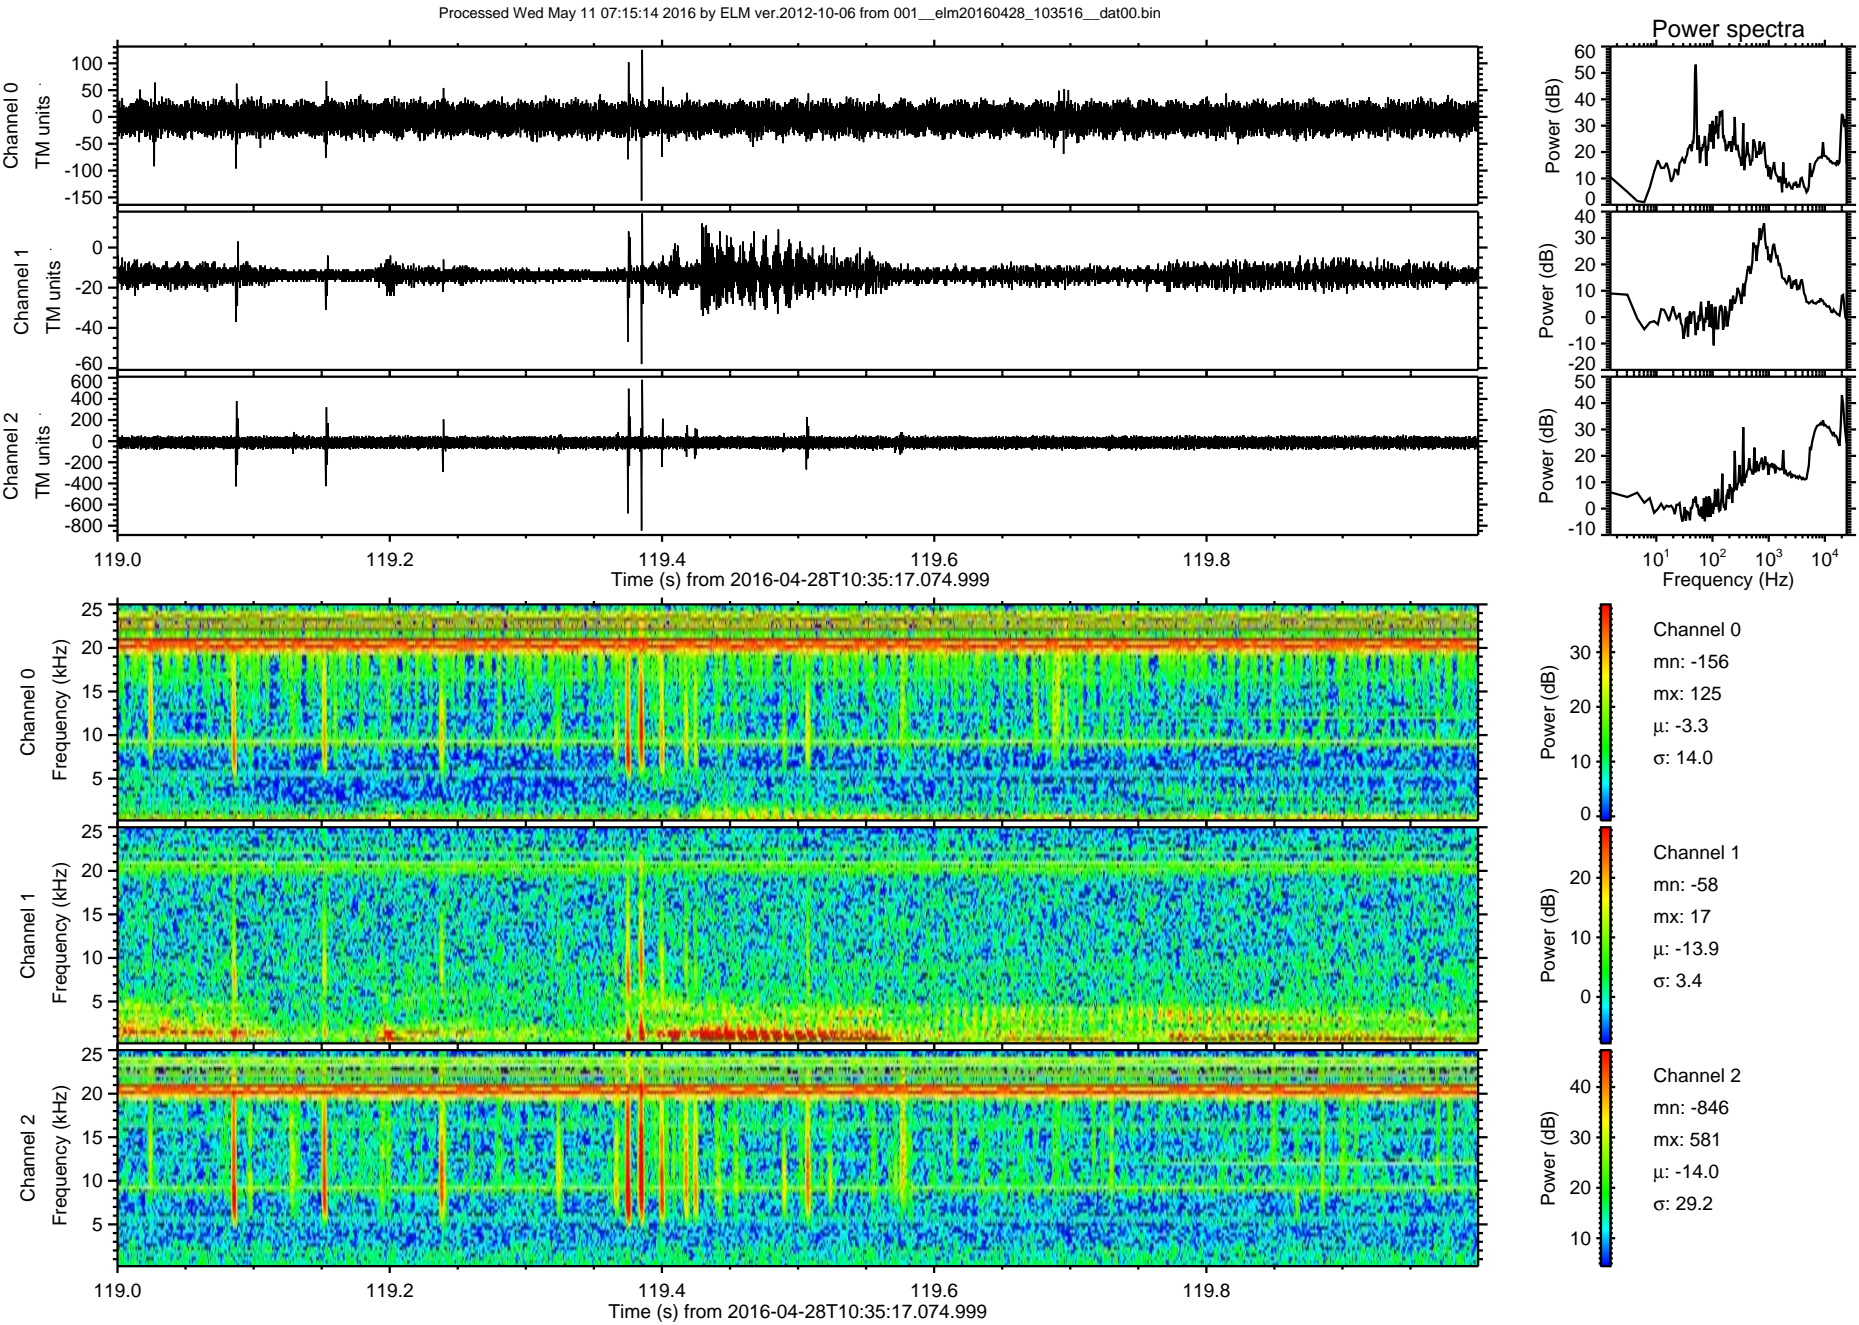 Processed Wed May 11 07:15:14 2016 by ELM ver.2012-10-06 from 001__elm20160428_103516__dat00.bin
Power spectra
Channel 0
TM units
100
50
0
-50
-100
-150
Power (dB)
60
50
40
30
20
10
0
Channel 1
TM units
0
-20
-40
-60
Power (dB)
40
30
20
10
0
-10
-20
Channel 2
TM units
600
400
200
0
-200
-400
-600
-800
Power (dB)
50
40
30
20
10
0
-10
119.0 119.2 119.4 119.6 119.8
Time (s) from 2016-04-28T10:35:17.074.999
10^1 10^2 10^3 10^4
Frequency (Hz)
Channel 0
Frequency (kHz)
25
20
15
10
5
Power (dB)
30
20
10
0
Channel 0
mn: -156
mx: 125
μ: -3.3
σ: 14.0
Channel 1
Frequency (kHz)
25
20
15
10
5
Power (dB)
20
10
0
Channel 1
mn: -58
mx: 17
μ: -13.9
σ: 3.4
Channel 2
Frequency (kHz)
25
20
15
10
5
Power (dB)
40
30
20
10
Channel 2
mn: -846
mx: 581
μ: -14.0
σ: 29.2
119.0 119.2 119.4 119.6 119.8
Time (s) from 2016-04-28T10:35:17.074.999